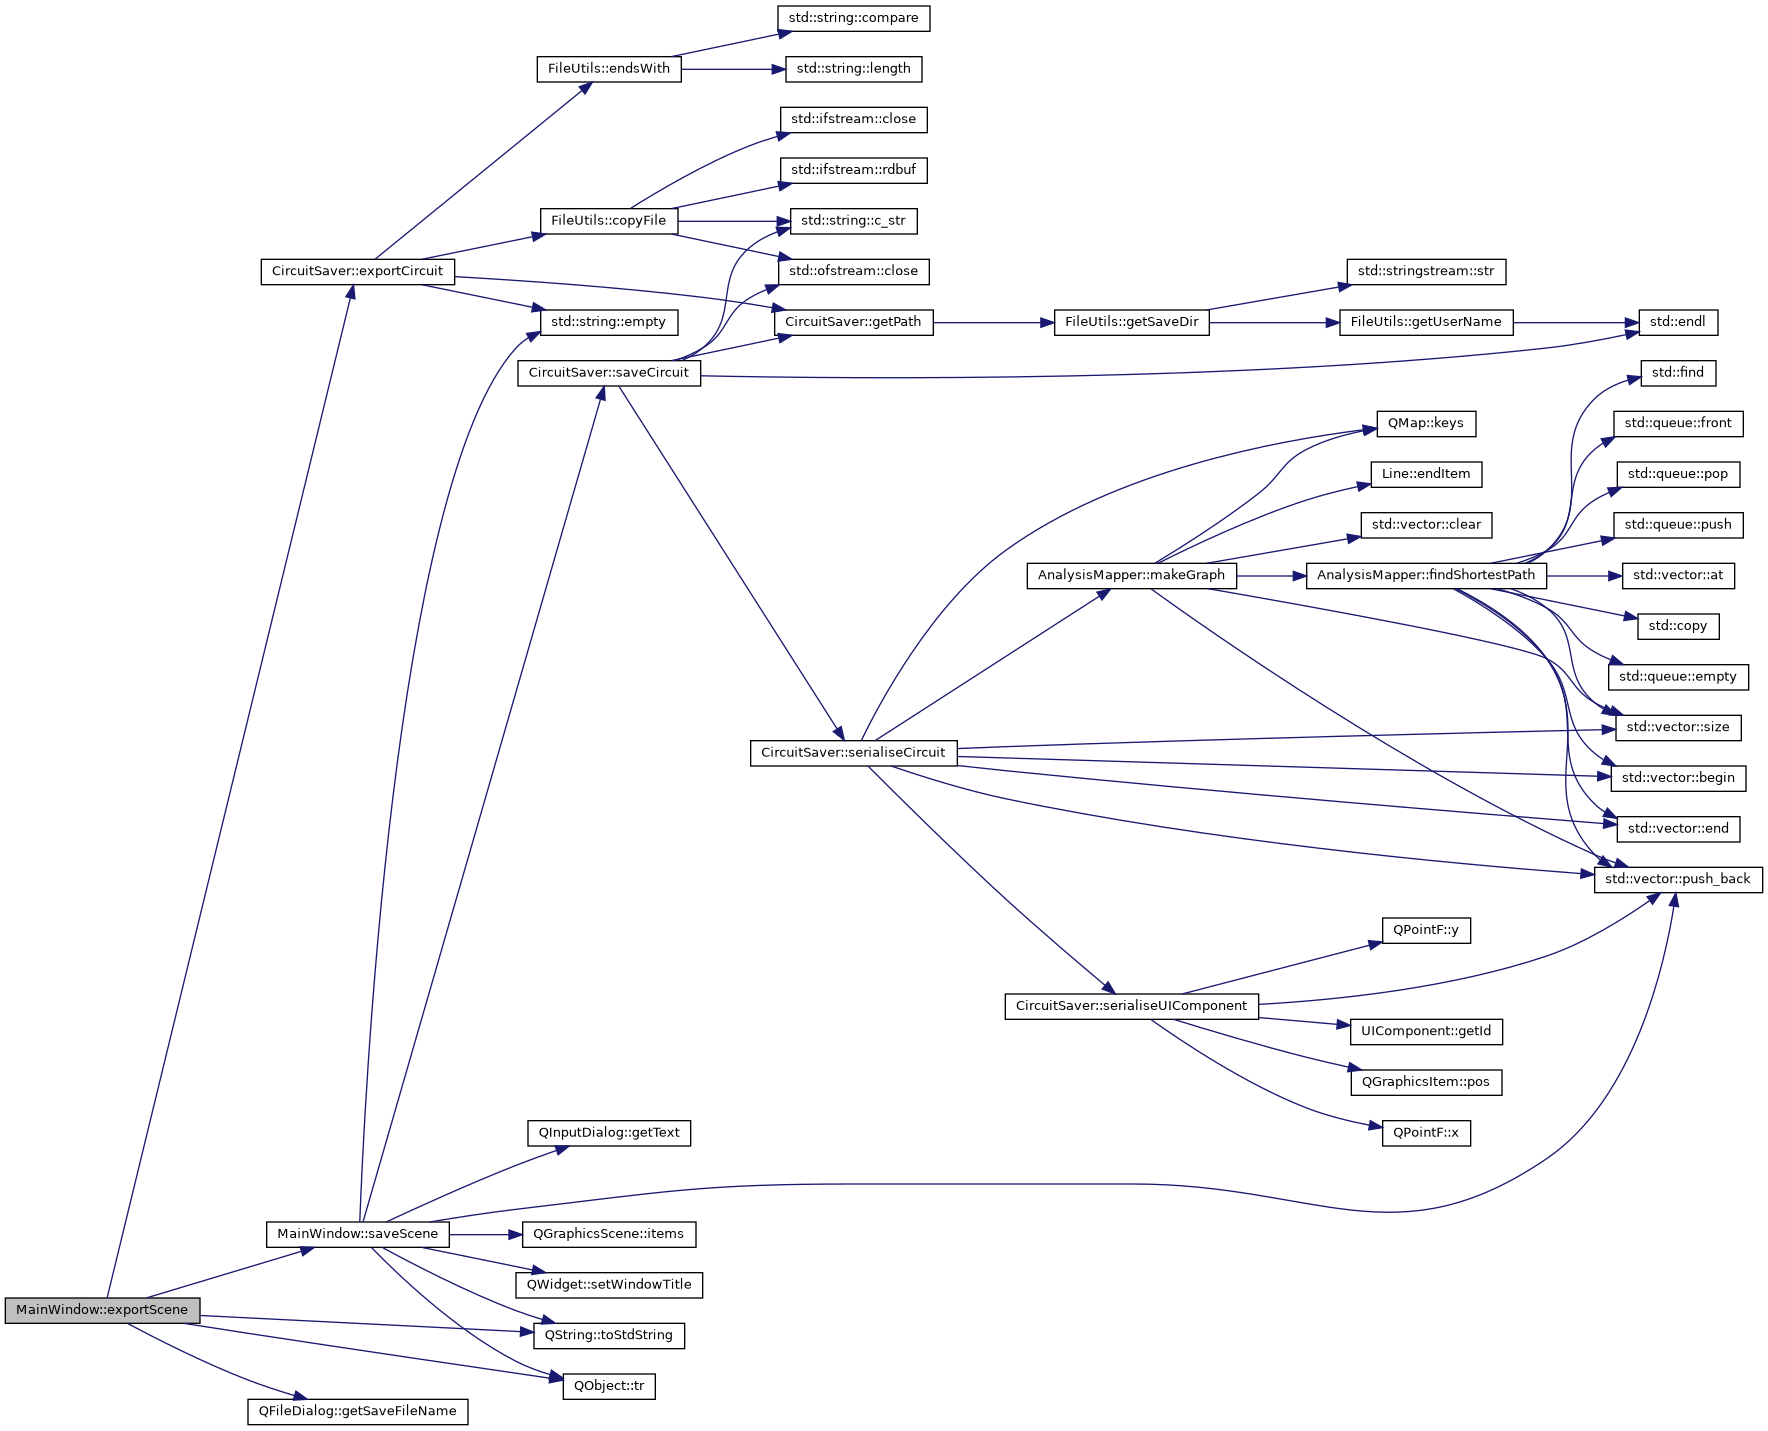 std::string::compare
FileUtils::endsWith
std::string::length
std::ifstream::close
std::ifstream::rdbuf
FileUtils::copyFile
std::string::c_str
CircuitSaver::exportCircuit
std::ofstream::close
std::stringstream::str
std::string::empty
CircuitSaver::getPath
FileUtils::getSaveDir
FileUtils::getUserName
std::endl
CircuitSaver::saveCircuit
std::find
QMap::keys
std::queue::front
Line::endItem
std::queue::pop
std::vector::clear
std::queue::push
AnalysisMapper::makeGraph
AnalysisMapper::findShortestPath
std::vector::at
std::copy
std::queue::empty
std::vector::size
CircuitSaver::serialiseCircuit
std::vector::begin
std::vector::end
std::vector::push_back
QPointF::y
CircuitSaver::serialiseUIComponent
UIComponent::getId
QGraphicsItem::pos
QInputDialog::getText
QPointF::x
MainWindow::saveScene
QGraphicsScene::items
QWidget::setWindowTitle
MainWindow::exportScene
QString::toStdString
QObject::tr
QFileDialog::getSaveFileName